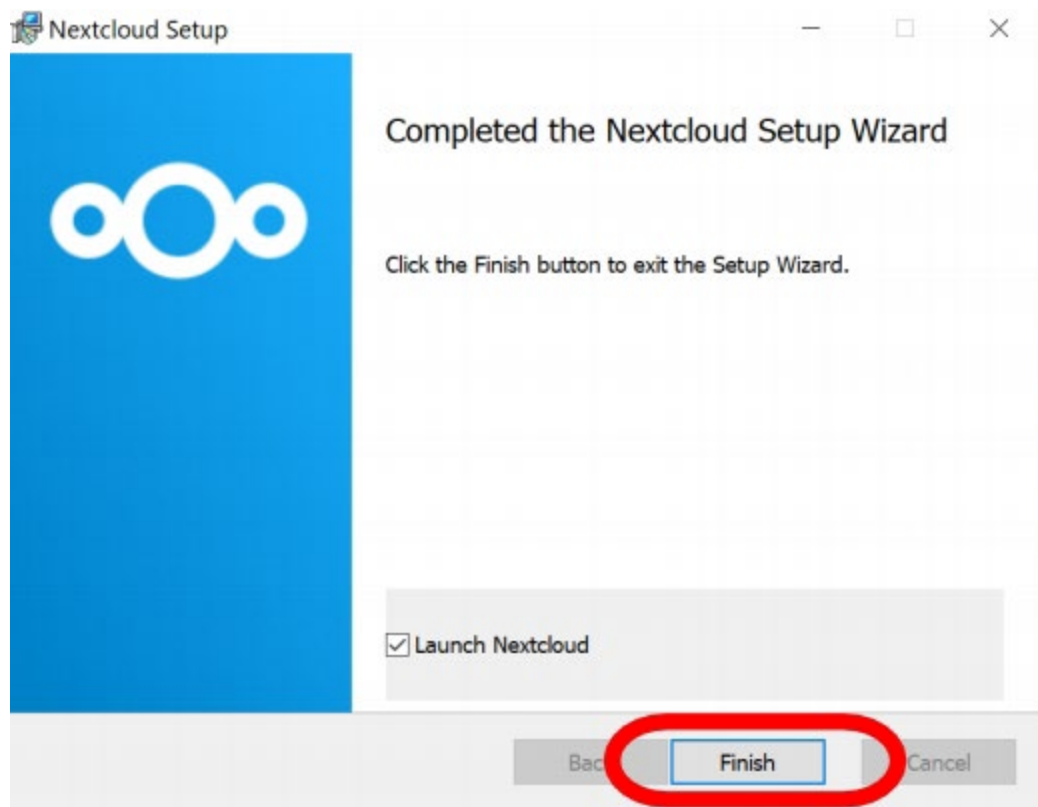 Nextcloud Setup
Completed the Nextcloud Setup Wizard
Click the Finish button to exit the Setup Wizard.
Launch Nextcloud
Bac Finish Cancel